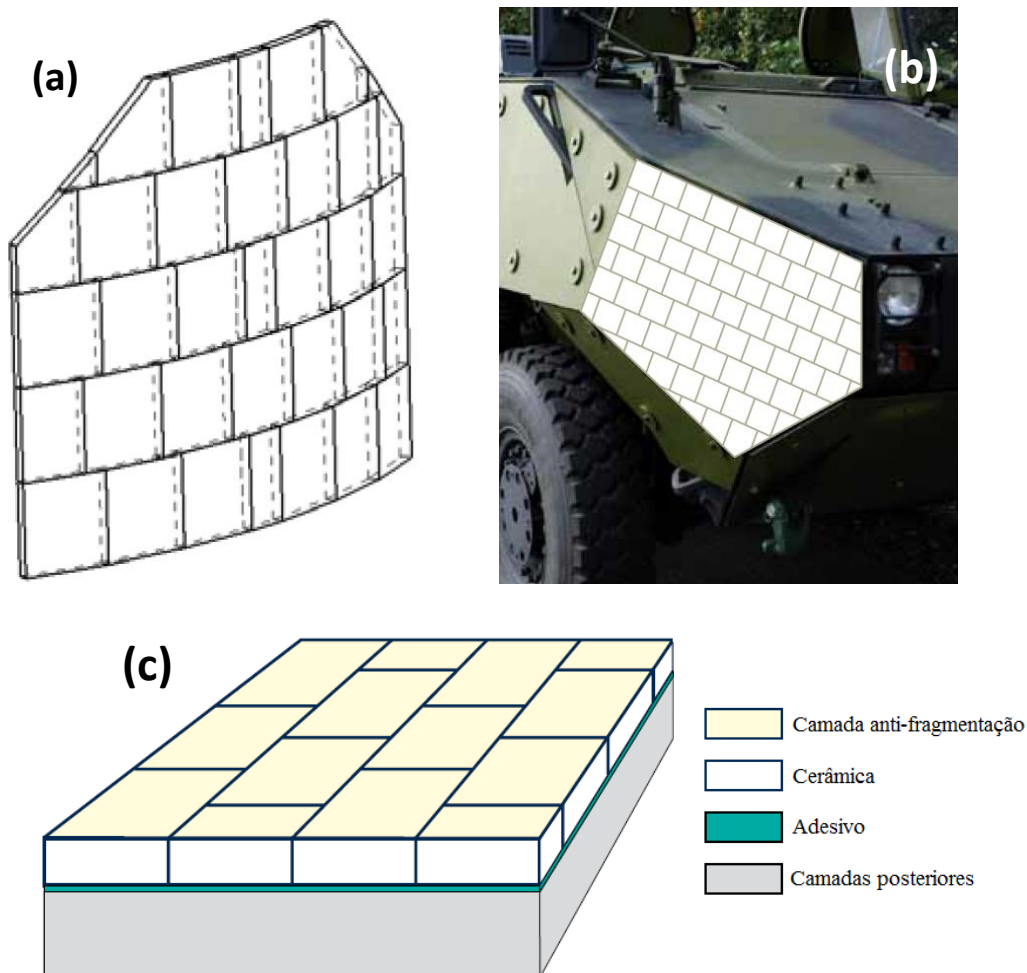 (a)
(b)
(c)
Camada anti-fragmentação
Cerâmica
Adesivo
Camadas posteriores